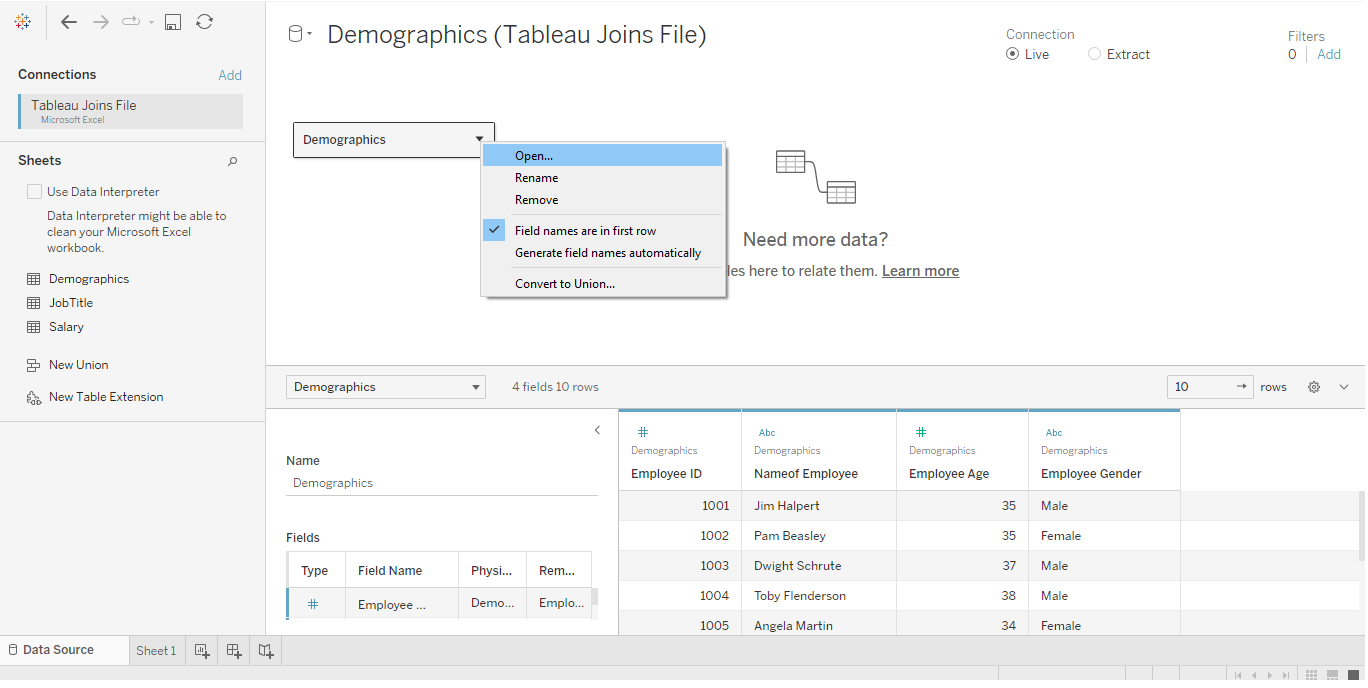 Demographics (Tableau Joins File)
Connection
Live
Extract
Filters
0
Add
Connections
Add
Tableau Joins File
Microsoft Excel
Sheets
Use Data Interpreter
Data Interpreter might be able to
clean your Microsoft Excel
workbook.
Demographics
JobTitle
Salary
New Union
New Table Extension
Demographics
Open...
Rename
Remove
Field names are in first row
Generate field names automatically
Convert to Union...
Need more data?
here to relate them. Learn more
Demographics
4 fields 10 rows
10
rows
Name
Demographics
Fields
Type Field Name Physi... Rem...
# Employee ... Demo... Emplo...
# Abc # Abc
Demographics Demographics Demographics Demographics
Employee ID Nameof Employee Employee Age Employee Gender
1001 Jim Halpert 35 Male
1002 Pam Beasley 35 Female
1003 Dwight Schrute 37 Male
1004 Toby Flenderson 38 Male
1005 Angela Martin 34 Female
Data Source
Sheet 1